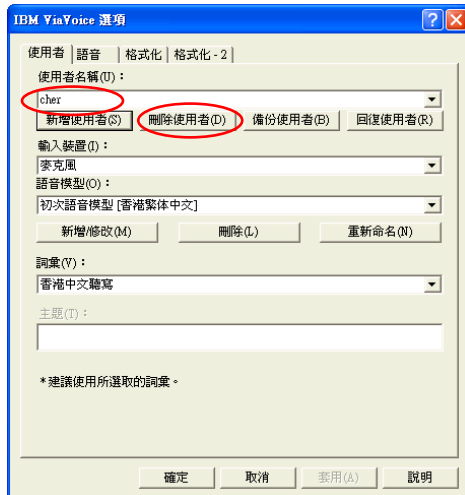 IBM ViaVoice 選項
使用者 語音 格式化 格式化 - 2
使用者名稱(U)：
cher
新增使用者(S) 刪除使用者(D) 備份使用者(B) 回復使用者(R)
輸入裝置(I)：
麥克風
語音模型(O)：
初次語音模型 [香港繁体中文]
新增/修改(M) 刪除(L) 重新命名(N)
詞彙(V)：
香港中文聽寫
主題(T)：
*建議使用所選取的詞彙。
確定 取消 套用(A) 說明